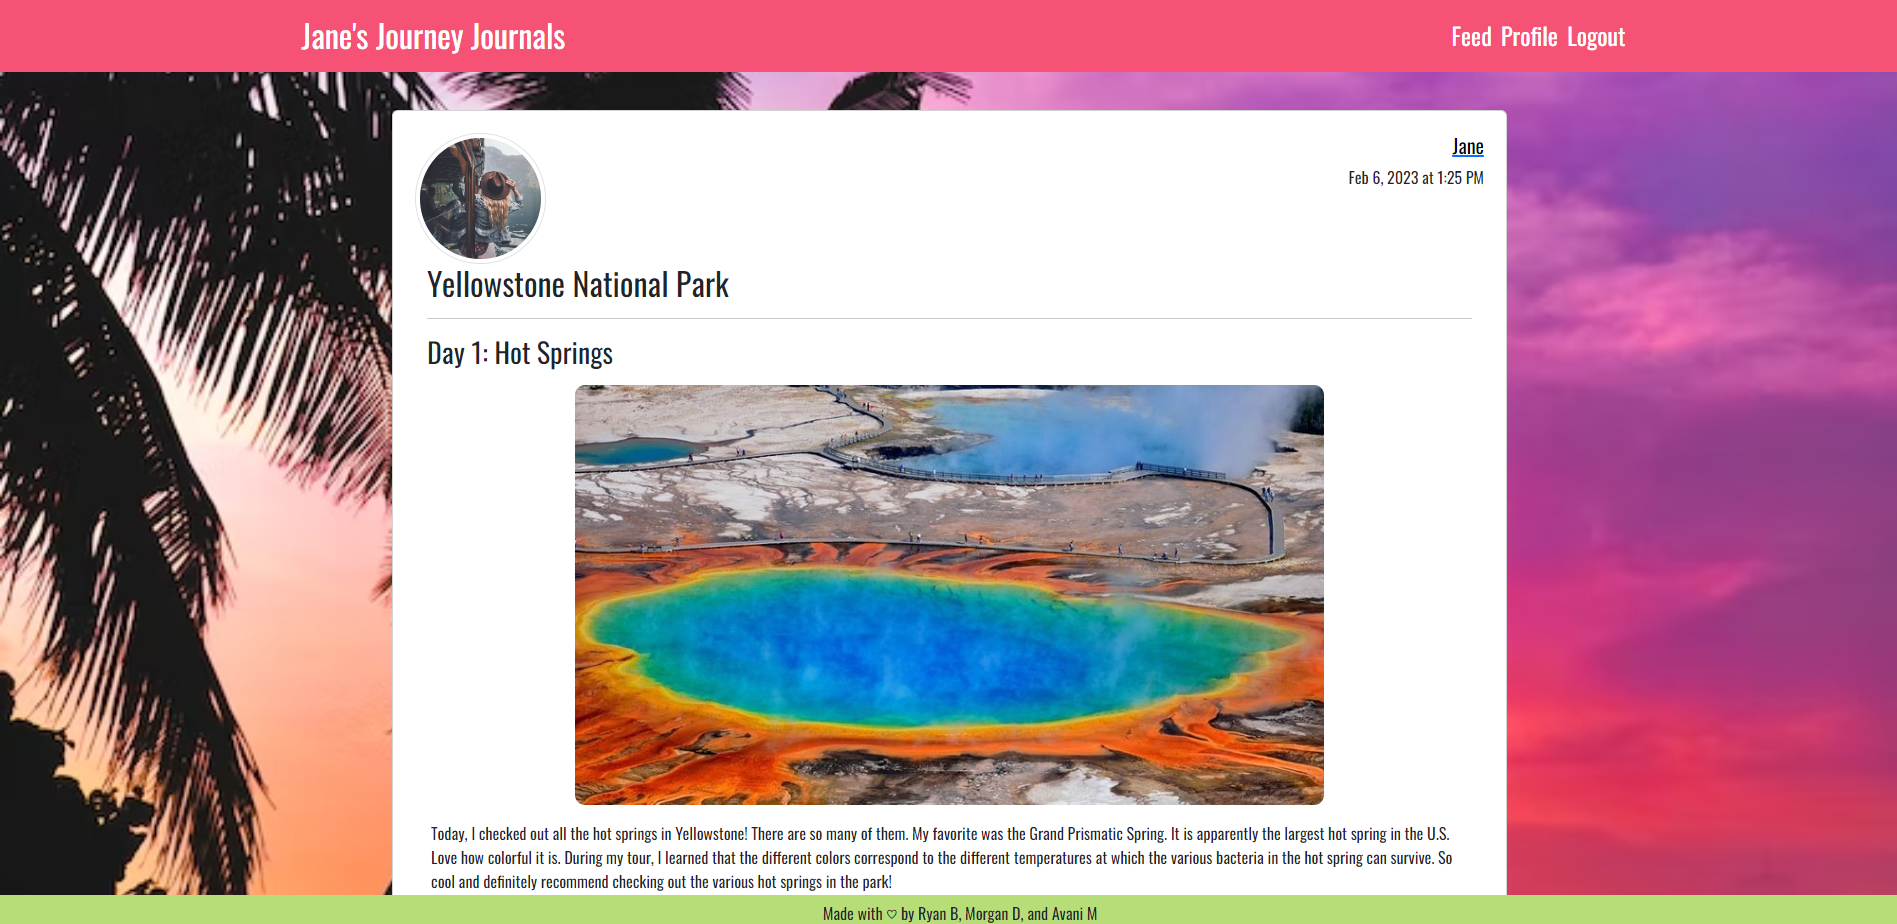 Jane's Journey Journals
Feed Profile Logout
Jane
Feb 6, 2023 at 1:25 PM
Yellowstone National Park
Day 1: Hot Springs
Today, I checked out all the hot springs in Yellowstone! There are so many of them. My favorite was the Grand Prismatic Spring. It is apparently the largest hot spring in the U.S.
Love how colorful it is. During my tour, I learned that the different colors correspond to the different temperatures at which the various bacteria in the hot spring can survive. So
cool and definitely recommend checking out the various hot springs in the park!
Made with ♡ by Ryan B, Morgan D, and Avani M